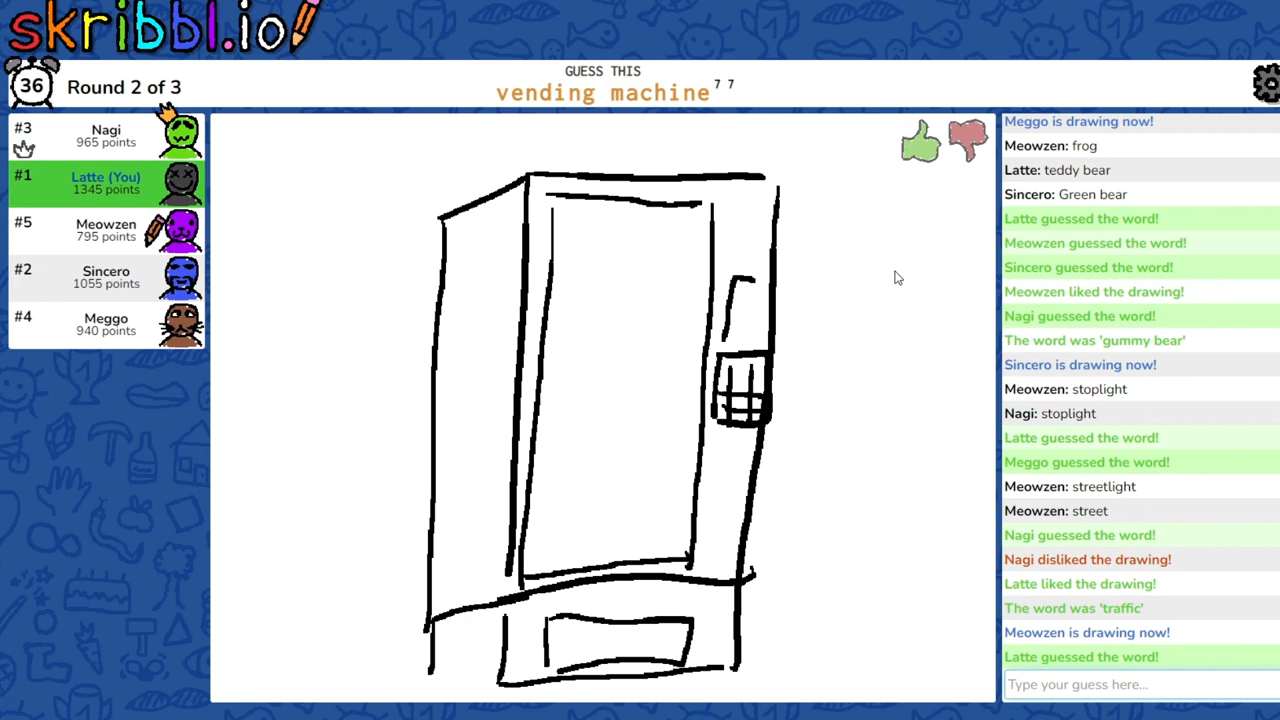 skribbl.io
36
Round 2 of 3
GUESS THIS
vending machine 7 7
#3
Nagi
965 points
#1
Latte (You)
1345 points
#5
Meowzen
795 points
#2
Sincero
1055 points
#4
Meggo
940 points
Meggo is drawing now!
Meowzen: frog
Latte: teddy bear
Sincero: Green bear
Latte guessed the word!
Meowzen guessed the word!
Sincero guessed the word!
Meowzen liked the drawing!
Nagi guessed the word!
The word was 'gummy bear'
Sincero is drawing now!
Meowzen: stoplight
Nagi: stoplight
Latte guessed the word!
Meggo guessed the word!
Meowzen: streetlight
Meowzen: street
Nagi guessed the word!
Nagi disliked the drawing!
Latte liked the drawing!
The word was 'traffic'
Meowzen is drawing now!
Latte guessed the word!
Type your guess here...